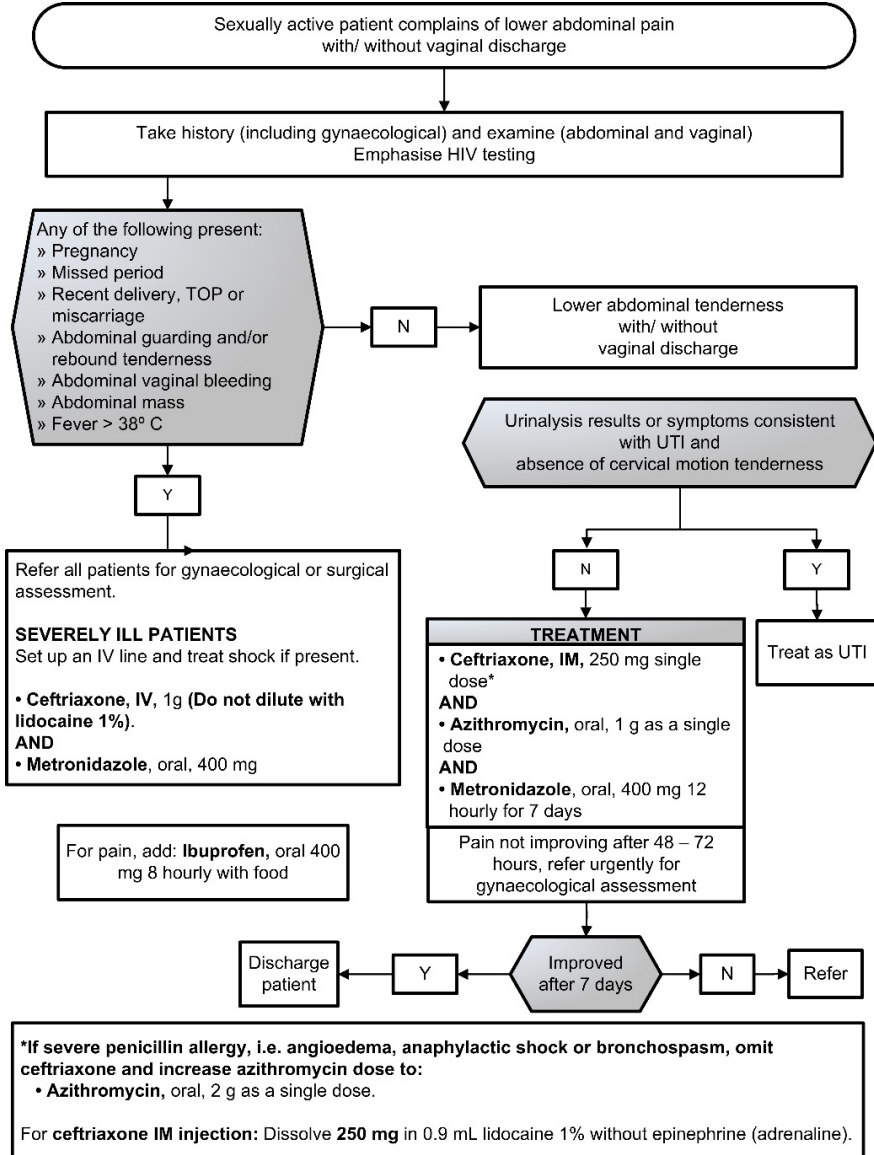 Sexually active patient complains of lower abdominal pain
with/ without vaginal discharge
Take history (including gynaecological) and examine (abdominal and vaginal)
Emphasise HIV testing
Any of the following present:
» Pregnancy
» Missed period
» Recent delivery, TOP or
miscarriage
» Abdominal guarding and/or
rebound tenderness
» Abdominal vaginal bleeding
» Abdominal mass
» Fever > 38º C
N
Lower abdominal tenderness
with/ without
vaginal discharge
Urinalysis results or symptoms consistent
with UTI and
absence of cervical motion tenderness
Y
N
Y
Refer all patients for gynaecological or surgical
assessment.
SEVERELY ILL PATIENTS
Set up an IV line and treat shock if present.
• Ceftriaxone, IV, 1g (Do not dilute with
lidocaine 1%).
AND
• Metronidazole, oral, 400 mg
TREATMENT
• Ceftriaxone, IM, 250 mg single
dose*
AND
• Azithromycin, oral, 1 g as a single
dose
AND
• Metronidazole, oral, 400 mg 12
hourly for 7 days
Treat as UTI
For pain, add: Ibuprofen, oral 400
mg 8 hourly with food
Pain not improving after 48 – 72
hours, refer urgently for
gynaecological assessment
Discharge
patient
Y
Improved
after 7 days
N
Refer
*If severe penicillin allergy, i.e. angioedema, anaphylactic shock or bronchospasm, omit
ceftriaxone and increase azithromycin dose to:
• Azithromycin, oral, 2 g as a single dose.
For ceftriaxone IM injection: Dissolve 250 mg in 0.9 mL lidocaine 1% without epinephrine (adrenaline).